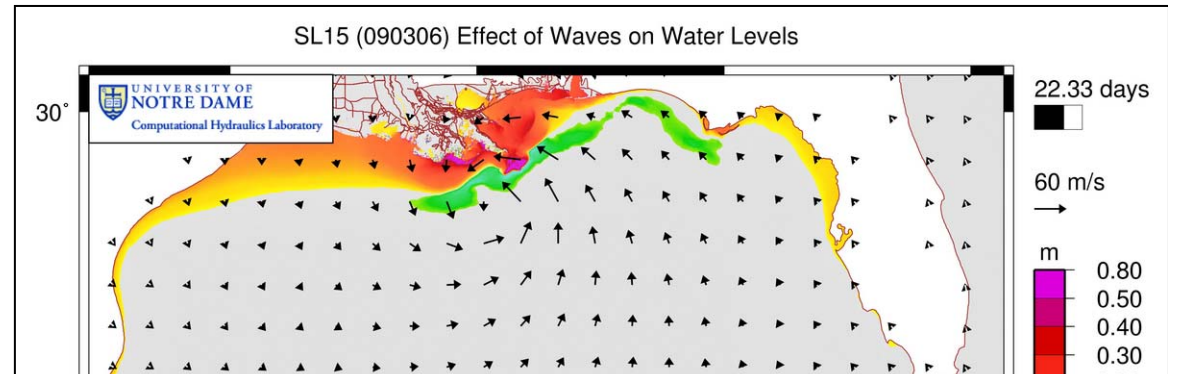 SL15 (090306) Effect of Waves on Water Levels
UNIVERSITY OF
NOTRE DAME
Computational Hydraulics Laboratory
30°
22.33 days
60 m/s
m
0.80
0.50
0.40
0.30